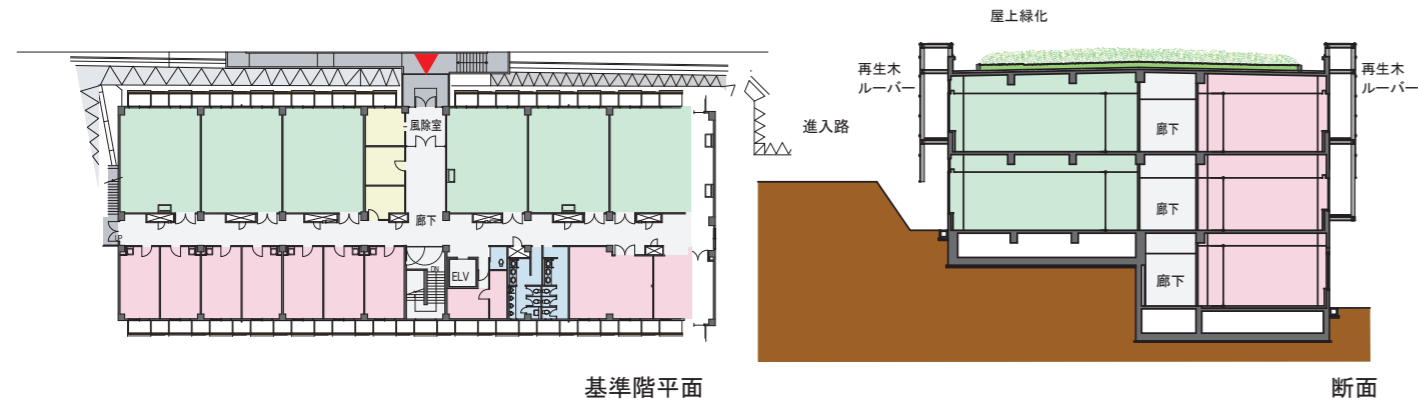 屋上緑化
再生木
ルーバー
再生木
ルーバー
進入路
風除室
廊下
ELV
DN
UP
廊下
廊下
廊下
基準階平面
断面